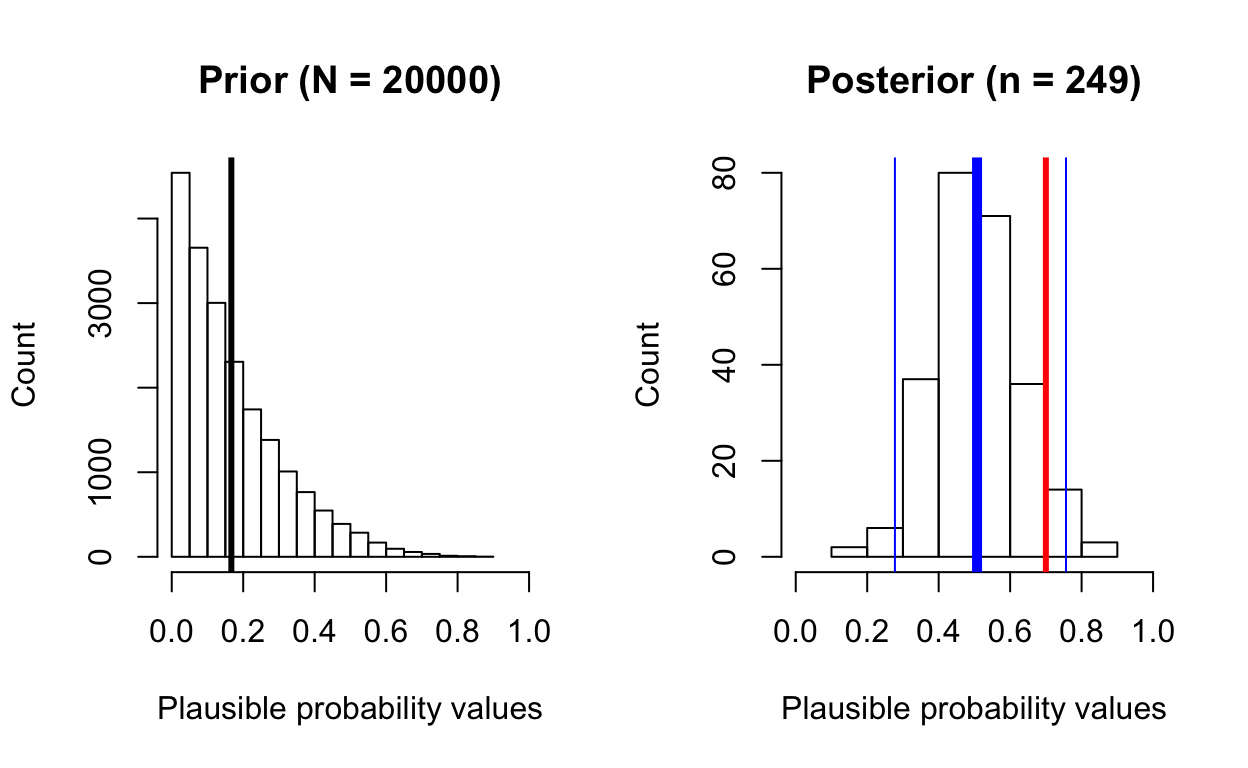 Prior (N = 20000)
Count
3000
1000
0
0.0 0.2 0.4 0.6 0.8 1.0
Plausible probability values
Posterior (n = 249)
Count
80
60
40
20
0
0.0 0.2 0.4 0.6 0.8 1.0
Plausible probability values